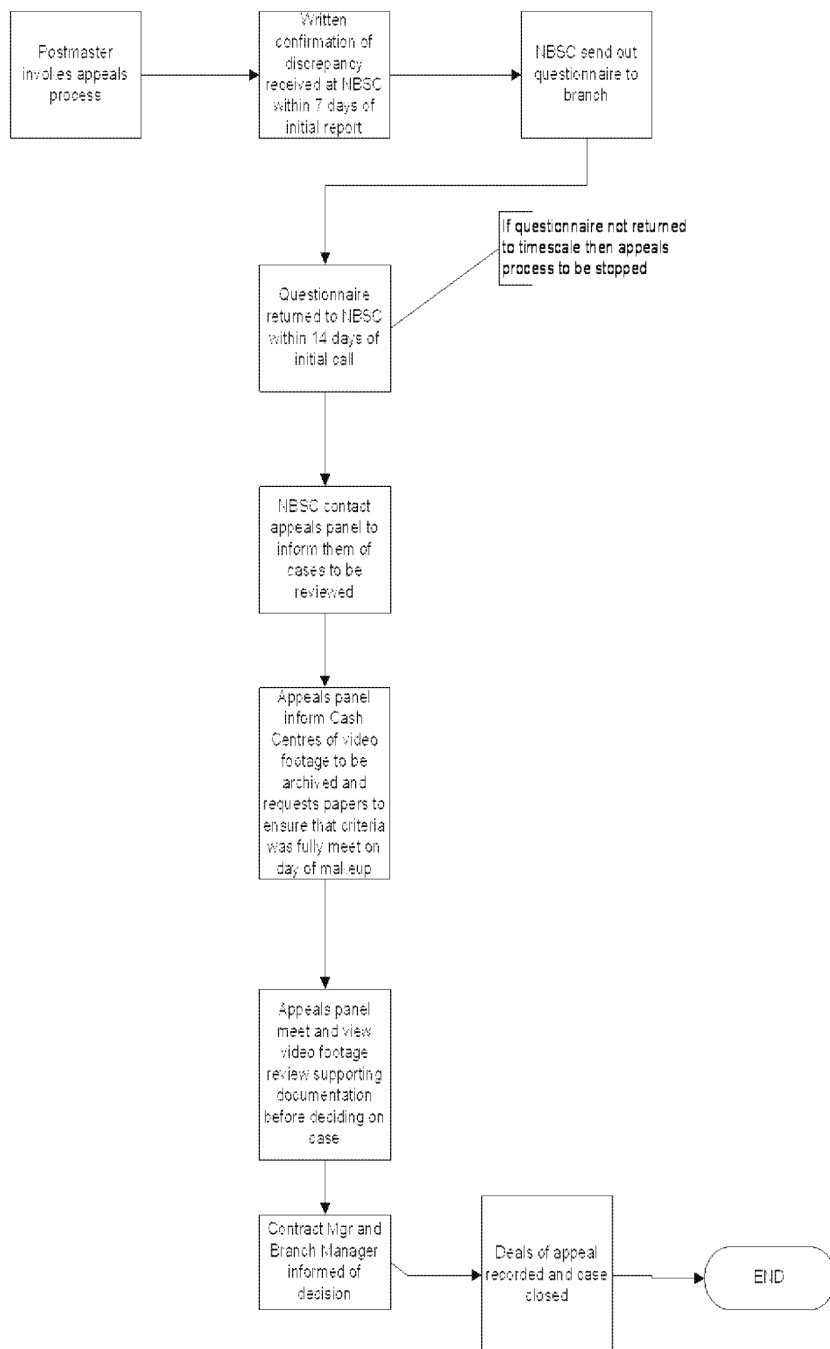 Postmaster
invokes appeals
process
Written
confirmation of
discrepancy
received at NBSC
within 7 days of
initial report
NBSC send out
questionnaire to
branch
If questionnaire not returned
to timescale then appeals
process to be stopped
Questionnaire
returned to NBSC
within 14 days of
initial call
NBSC contact
appeals panel to
inform them of
cases to be
reviewed
Appeals panel
inform Cash
Centres of video
footage to be
archived and
requests papers to
ensure that criteria
was fully meet on
day of makeup
Appeals panel
meet and view
video footage
review supporting
documentation
before deciding on
case
Contract Mgr and
Branch Manager
informed of
decision
Deals of appeal
recorded and case
closed
END